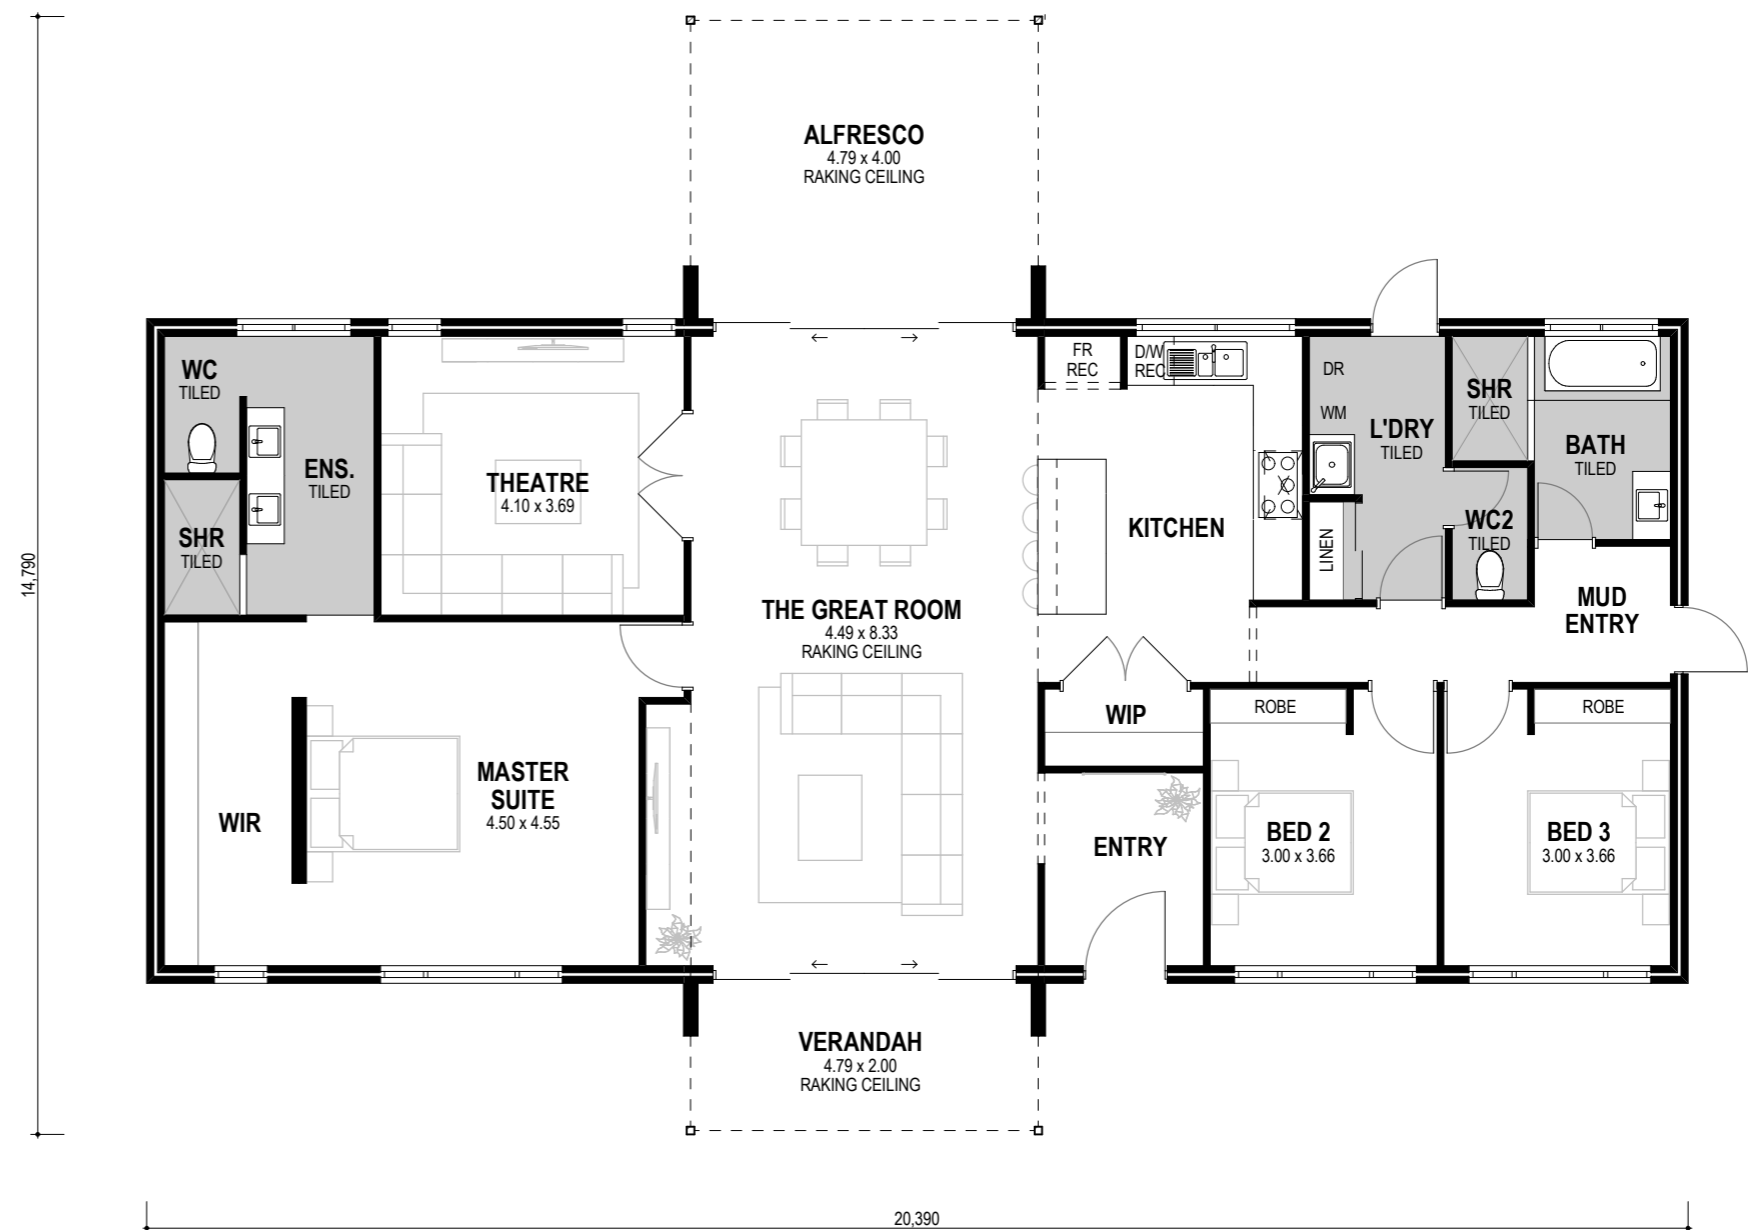 ALFRESCO
4.79 x 4.00
RAKING CEILING
WC
TILED
ENS.
TILED
SHR
TILED
THEATRE
4.10 x 3.69
FR
REC
D/W
REC
KITCHEN
DR
WM
L'DRY
TILED
LINEN
SHR
TILED
BATH
TILED
WC2
TILED
MUD
ENTRY
THE GREAT ROOM
4.49 x 8.33
RAKING CEILING
WIR
MASTER
SUITE
4.50 x 4.55
WIP
ENTRY
ROBE
BED 2
3.00 x 3.66
ROBE
BED 3
3.00 x 3.66
VERANDAH
4.79 x 2.00
RAKING CEILING
14,790
20,390